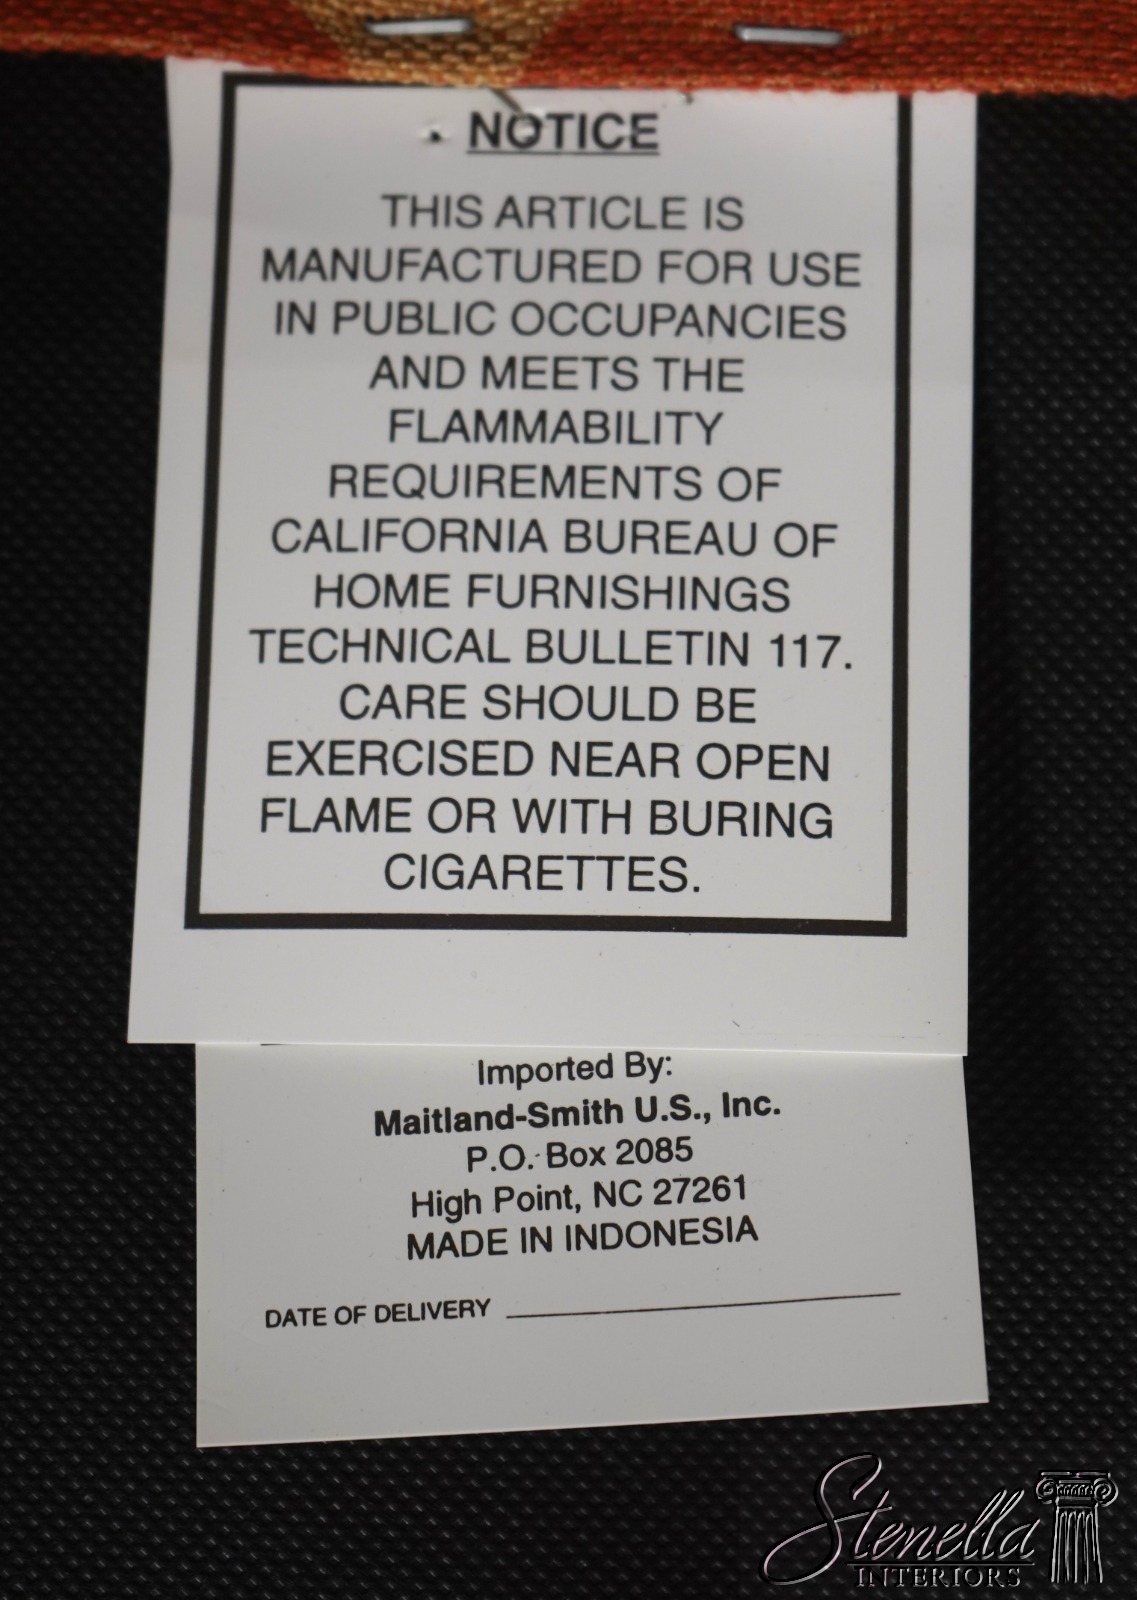 NOTICE
THIS ARTICLE IS
MANUFACTURED FOR USE
IN PUBLIC OCCUPANCIES
AND MEETS THE
FLAMMABILITY
REQUIREMENTS OF
CALIFORNIA BUREAU OF
HOME FURNISHINGS
TECHNICAL BULLETIN 117.
CARE SHOULD BE
EXERCISED NEAR OPEN
FLAME OR WITH BURING
CIGARETTES.
Imported By:
Maitland-Smith U.S., Inc.
P.O. Box 2085
High Point, NC 27261
MADE IN INDONESIA
DATE OF DELIVERY
Stenella
INTERIORS